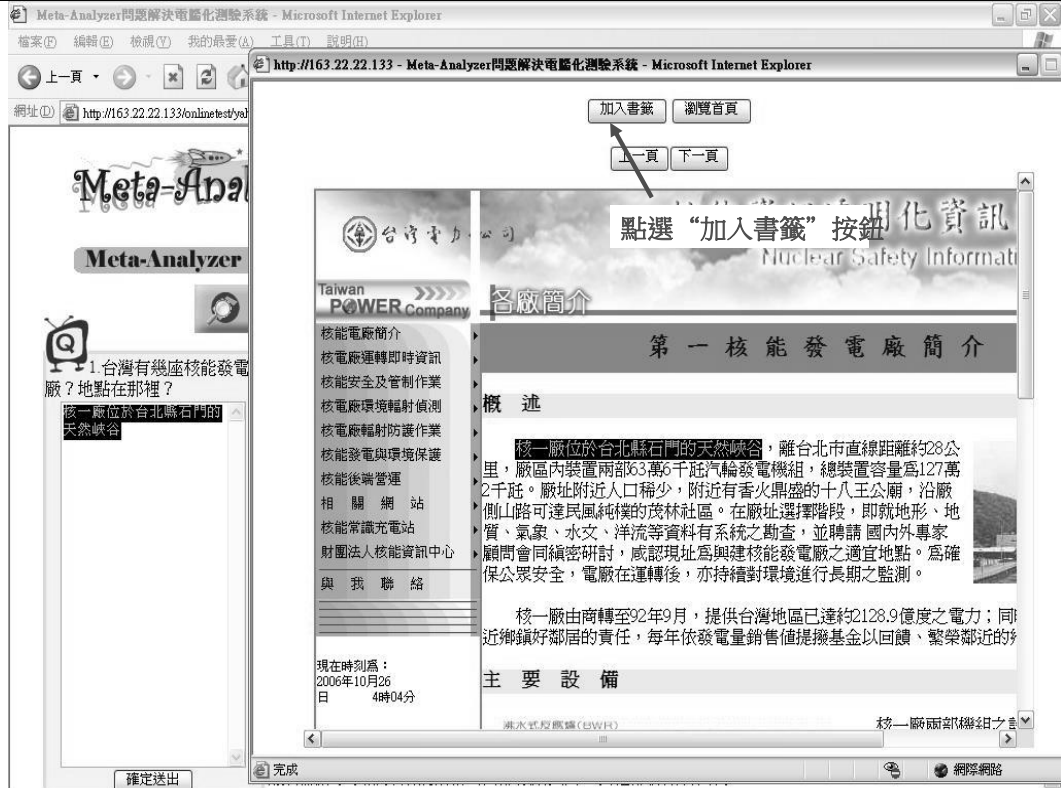 Meta-Analyzer問題解決電腦化測驗系統 - Microsoft Internet Explorer
檔案(F) 編輯(E) 檢視(V) 我的最愛(A) 工具(T) 說明(H)
上一頁
網址(D) http://163.22.22.133/onlinetest/yah
Meta-Anal
Meta-Analyzer
Q
1.台灣有幾座核能發電
廠？地點在那裡？
核一廠位於台北縣石門的
天然峽谷
確定送出
http://163.22.22.133 - Meta-Analyzer問題解決電腦化測驗系統 - Microsoft Internet Explorer
加入書籤 瀏覽首頁
上一頁 下一頁
點選“加入書籤”按鈕
明化資訊
Nuclear Safety Informati
台灣電力公司
Taiwan
POWER Company
各廠簡介
核能電廠簡介
核電廠運轉即時資訊
核能安全及管制作業
核電廠環境輻射偵測
核電廠輻射防護作業
核能發電與環境保護
核能後端營運
相關網站
核能常識充電站
財團法人核能資訊中心
與我聯絡
現在時刻為：
2006年10月26
日 4時04分
第一核能發電廠簡介
概述
核一廠位於台北縣石門的天然峽谷，離台北市直線距離約28公
里，廠區內裝置兩部63萬6千瓩汽輪發電機組，總裝置容量為127萬
2千瓩。廠址附近人口稀少，附近有香火鼎盛的十八王公廟，沿廠
側山路可達民風純樸的茂林社區。在廠址選擇階段，即就地形、地
質、氣象、水文、洋流等資料有系統之勘查，並聘請 國內外專家
顧問會同縝密研討，咸認現址為興建核能發電廠之適宜地點。為確
保公眾安全，電廠在運轉後，亦持續對環境進行長期之監測。
核一廠由商轉至92年9月，提供台灣地區已達約2128.9億度之電力；同
近鄉鎮好鄰居的責任，每年依發電量銷售值提撥基金以回饋、繁榮鄰近的
主要設備
沸水式反應爐(BWR)
核一廠兩部機組之
完成
網際網路